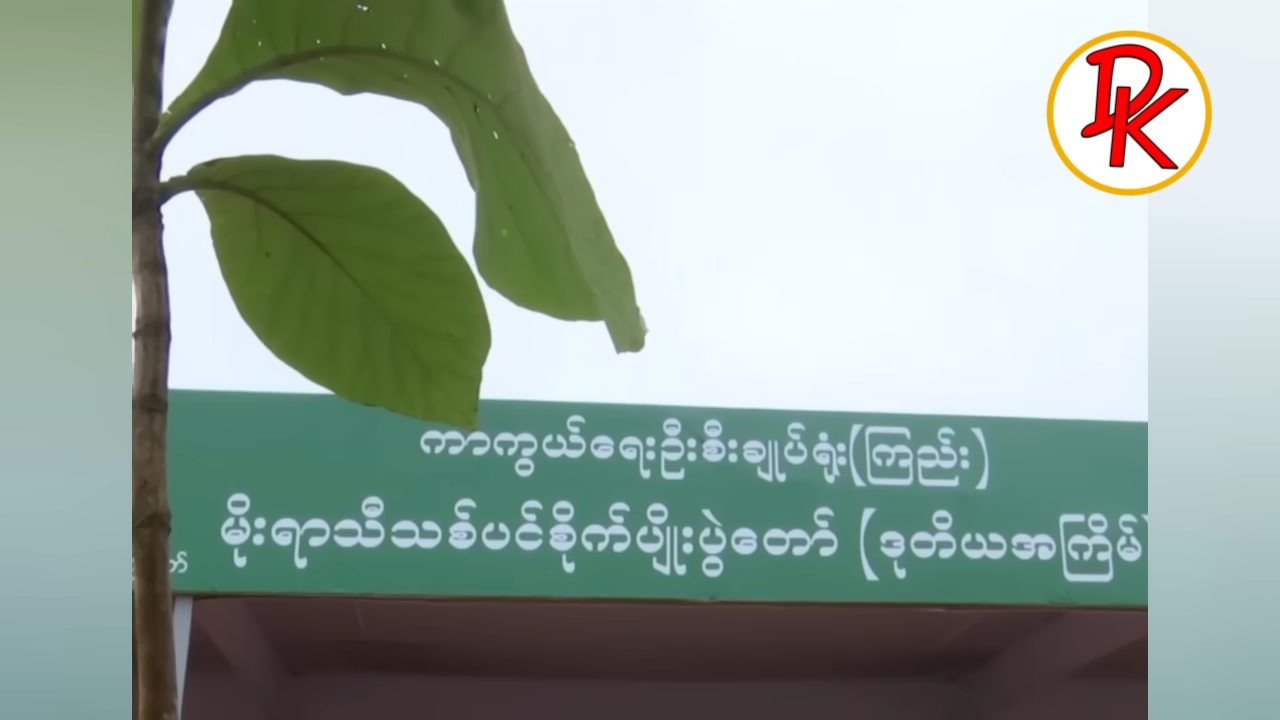 DK
ကာကွယ်ရေးဦးစီးချုပ်ရုံး(ကြည်း)
မိုးရာသီသစ်ပင်စိုက်ပျိုးပွဲတော် (ဒုတိယအကြိမ်)